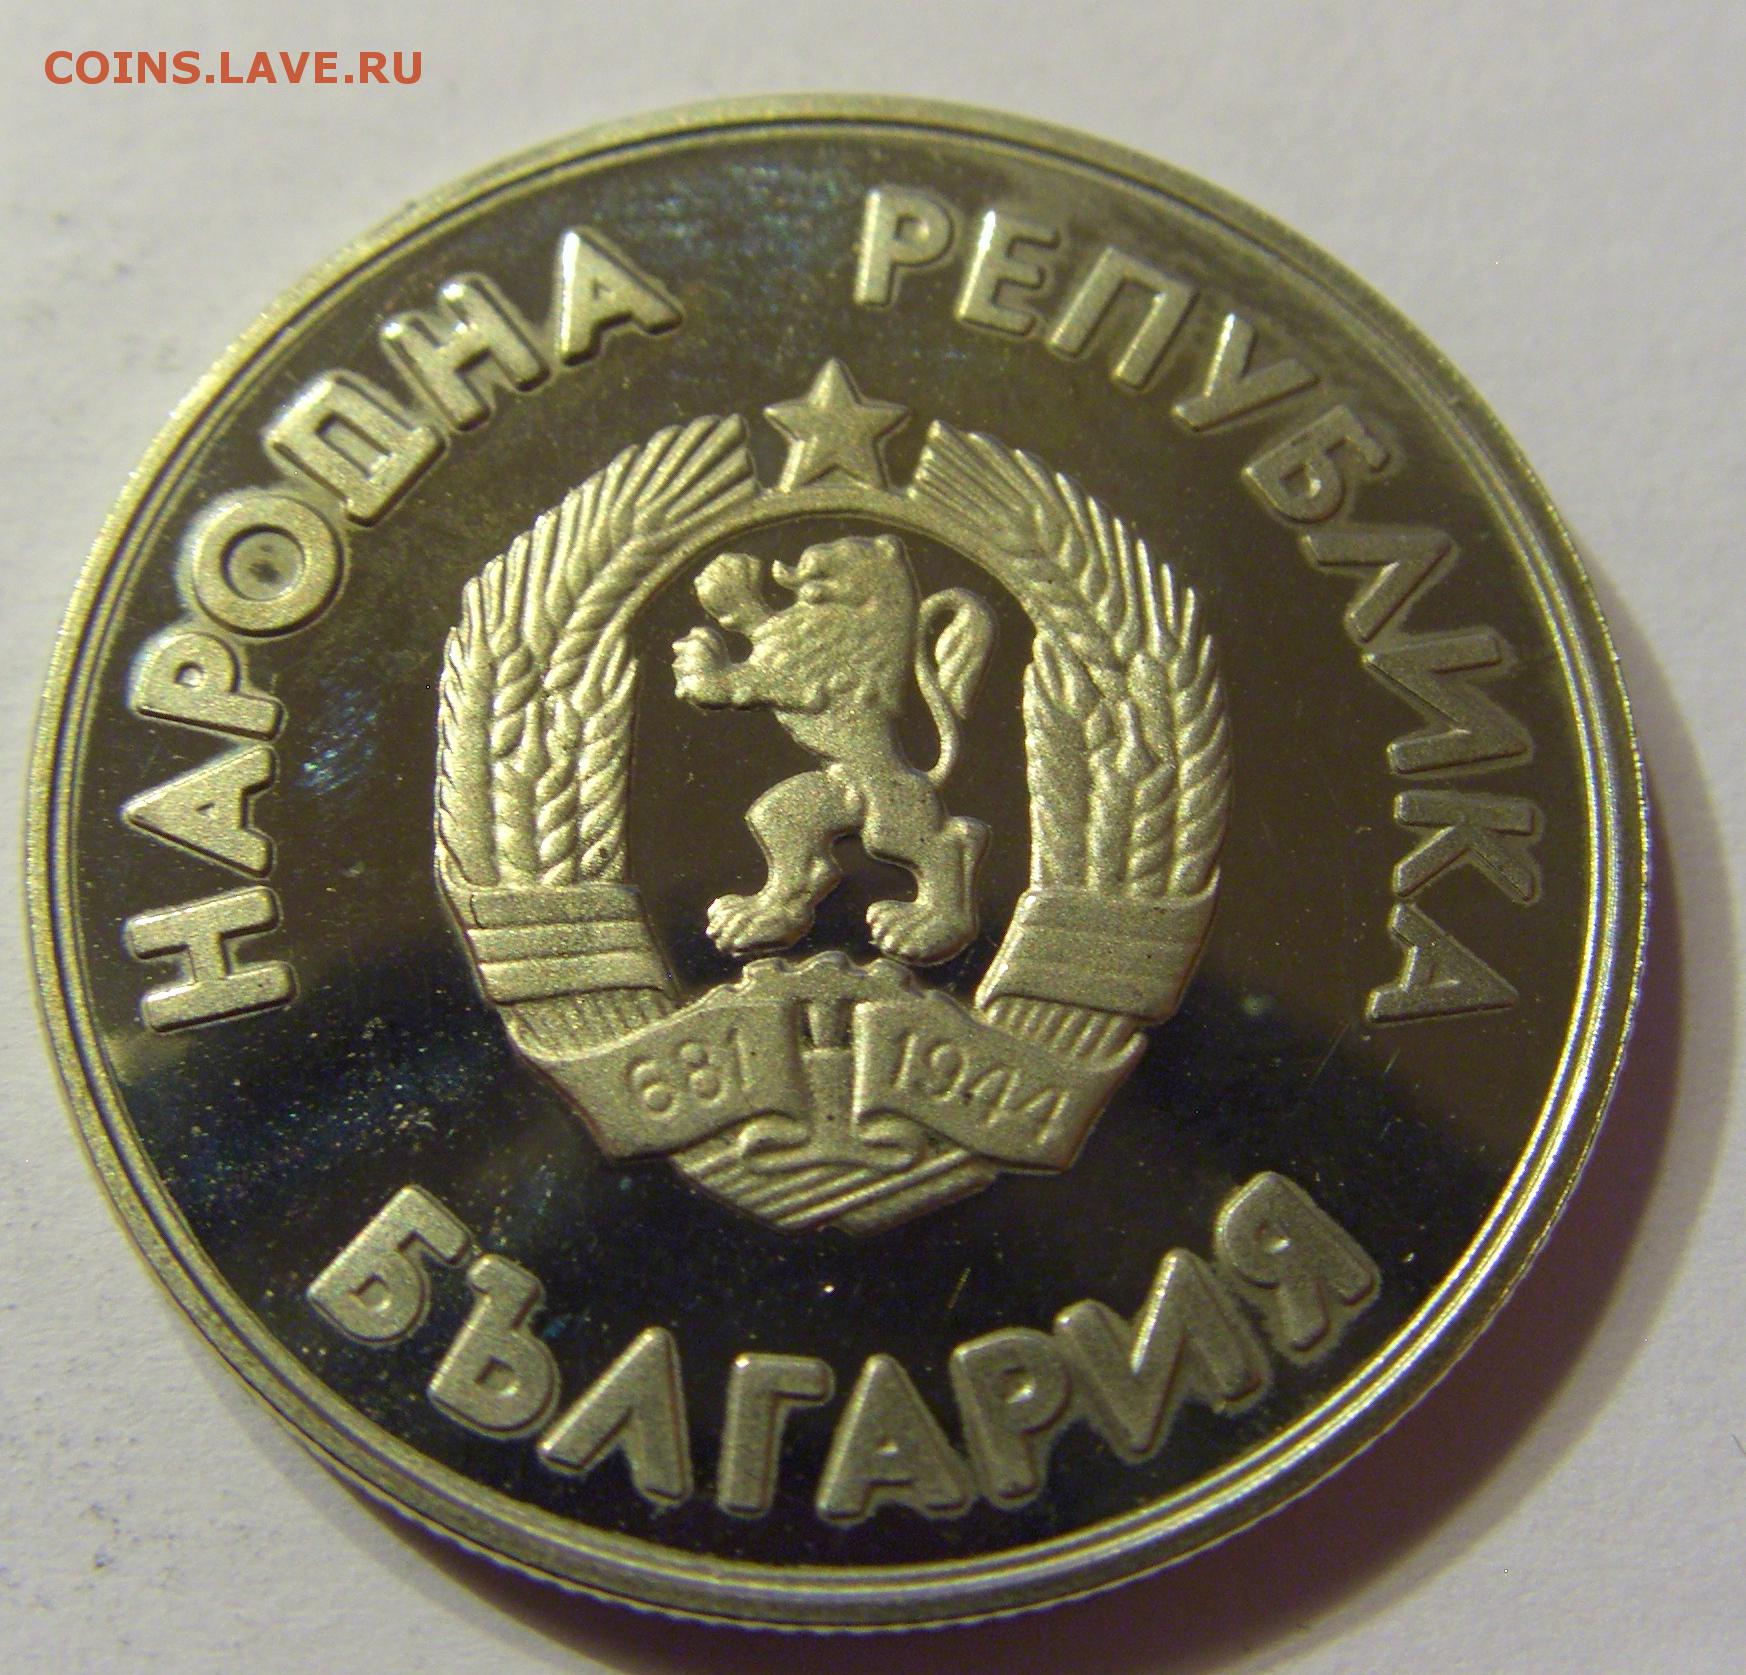 COINS.LAVE.RU
НАРОДНА РЕПУБЛИКА
681 1944
БЪЛГАРИЯ